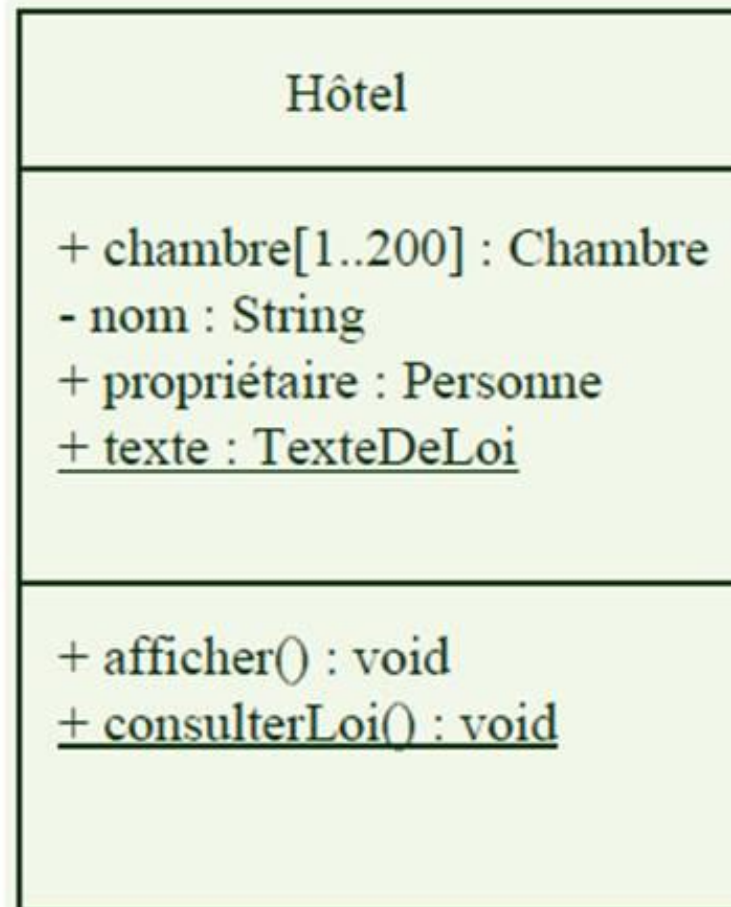 Hôtel
+ chambre[1..200] : Chambre
- nom : String
+ propriétaire : Personne
+ texte : TexteDeLoi
+ afficher() : void
+ consulterLoi() : void